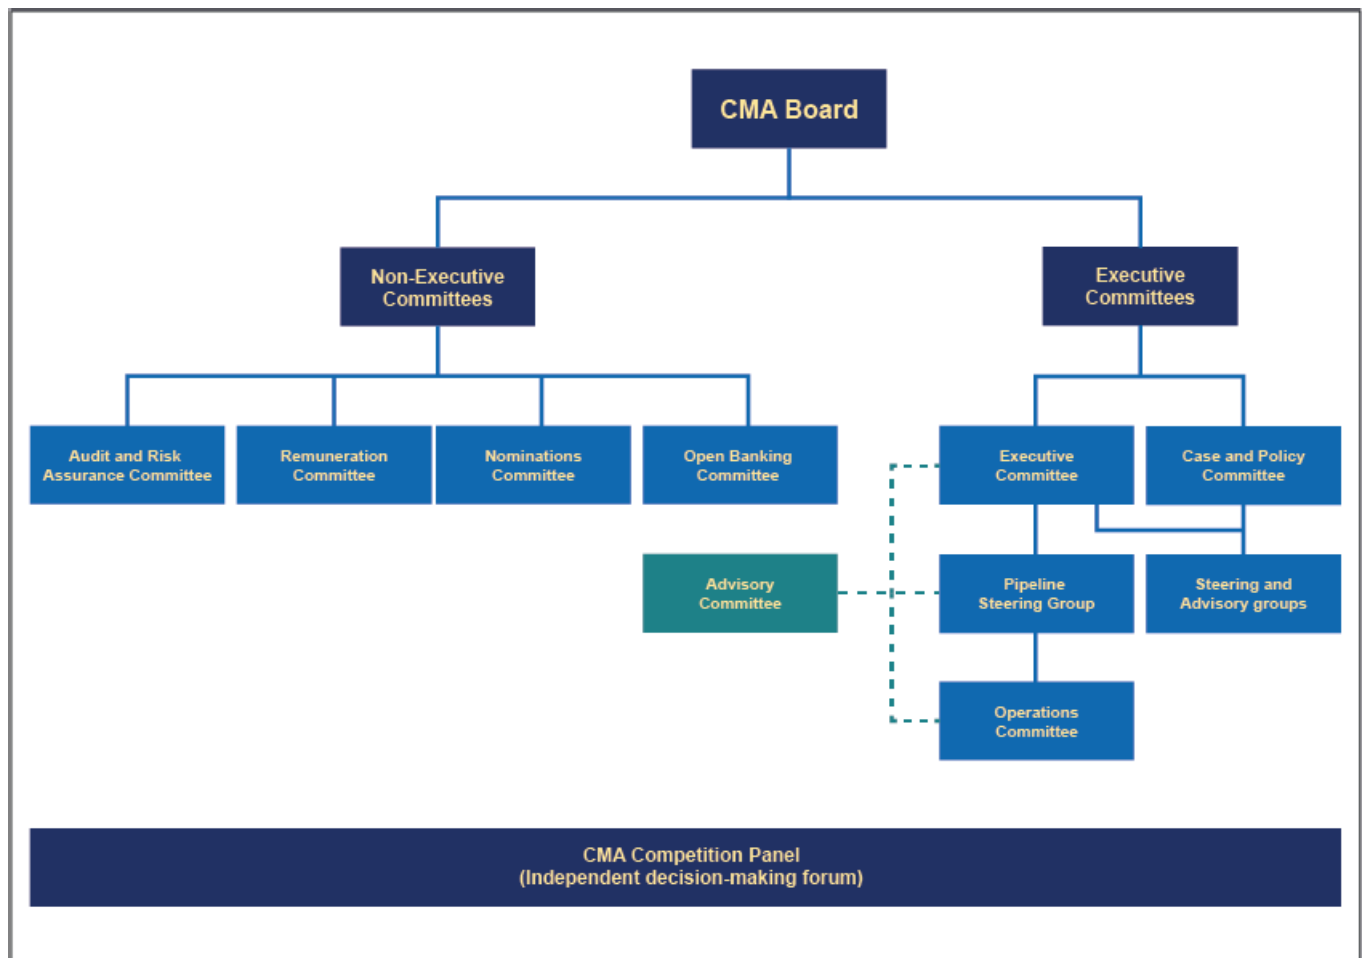 CMA Board
Non-Executive
Committees
Executive
Committees
Audit and Risk
Assurance Committee
Remuneration
Committee
Nominations
Committee
Open Banking
Committee
Executive
Committee
Case and Policy
Committee
Advisory
Committee
Pipeline
Steering Group
Steering and
Advisory groups
Operations
Committee
CMA Competition Panel
(Independent decision-making forum)